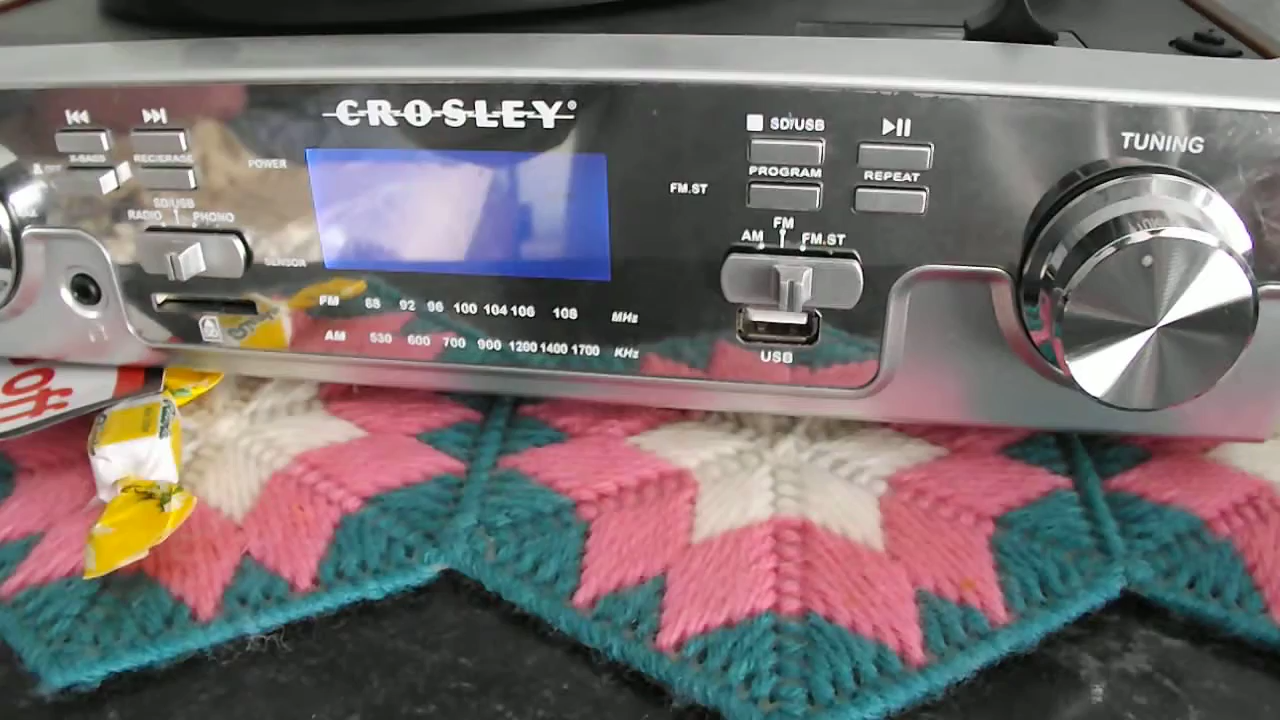 CROSLEY
X-BASS
REC/ERASE
POWER
SD/USB
RADIO PHONO
SENSOR
FM 88 92 96 100 104 106 108 MHz
AM 530 600 700 900 1200 1400 1700 KHz
FM.ST
SD/USB
PROGRAM
REPEAT
FM
AM FM.ST
USB
TUNING
off